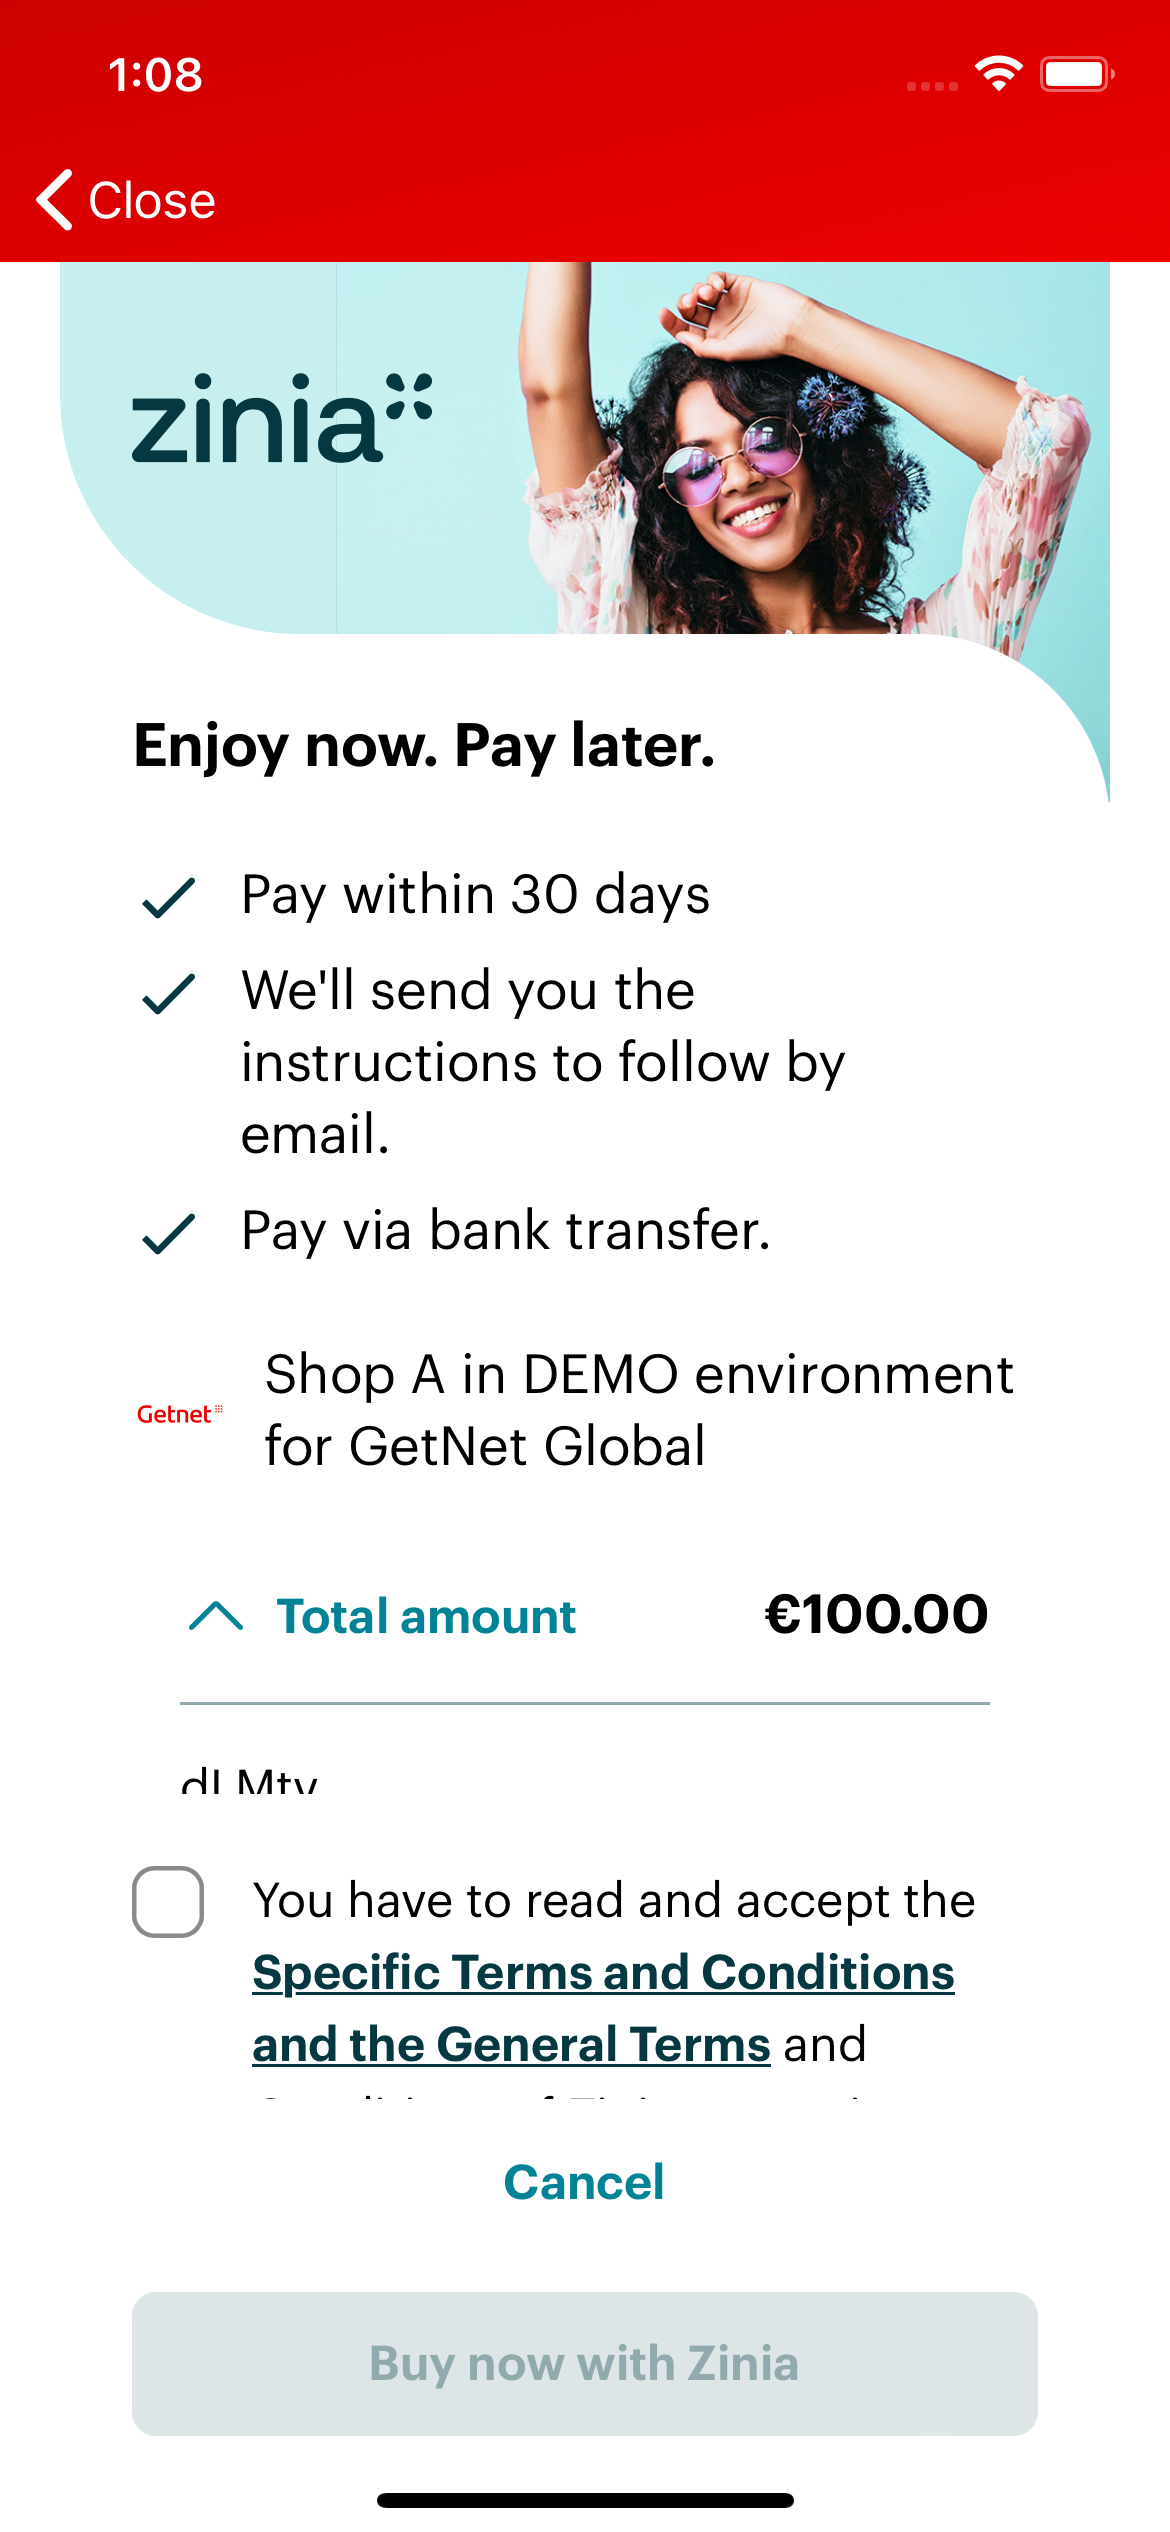 1:08
Close
zinia
Enjoy now. Pay later.
Pay within 30 days
We'll send you the
instructions to follow by
email.
Pay via bank transfer.
Shop A in DEMO environment
Getnet
for GetNet Global
Total amount €100.00
You have to read and accept the
Specific Terms and Conditions
and the General Terms and
Cancel
Buy now with Zinia